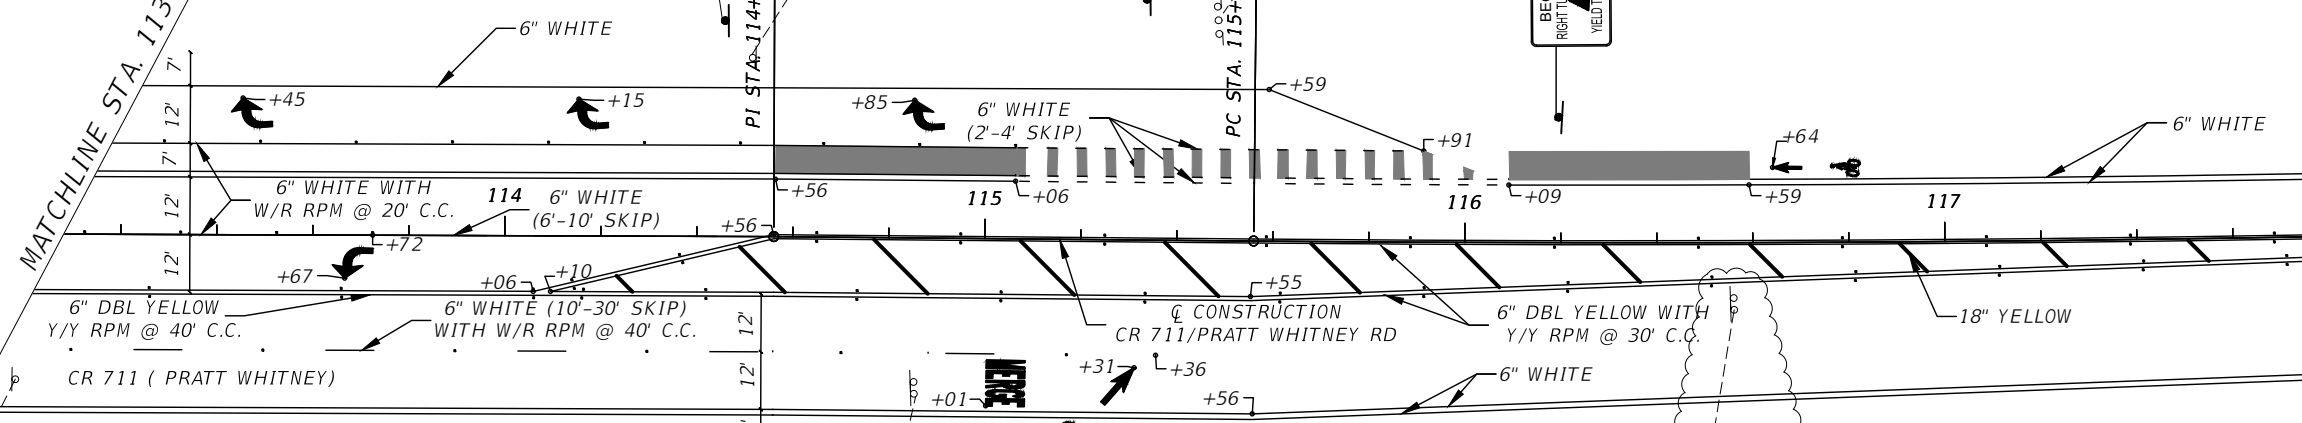 MATCHLINE STA. 113
7'
12'
7'
12'
12'
6" WHITE
+45
+15
+85
PI STA. 114+
PC STA. 115+
6" WHITE
(2'-4' SKIP)
+59
+91
RIGHT TU
YIELD T
+64
6" WHITE
6" WHITE WITH
W/R RPM @ 20' C.C.
114
6" WHITE
(6'-10' SKIP)
+56
+56
115
+06
116
+09
+59
117
+72
+67
+06
+10
+55
6" DBL YELLOW
Y/Y RPM @ 40' C.C.
6" WHITE (10'-30' SKIP)
WITH W/R RPM @ 40' C.C.
12'
12'
℄ CONSTRUCTION
CR 711/PRATT WHITNEY RD
6" DBL YELLOW WITH
Y/Y RPM @ 30' C.C.
18" YELLOW
CR 711 ( PRATT WHITNEY)
MERGE
+01
+31
+36
+56
6" WHITE